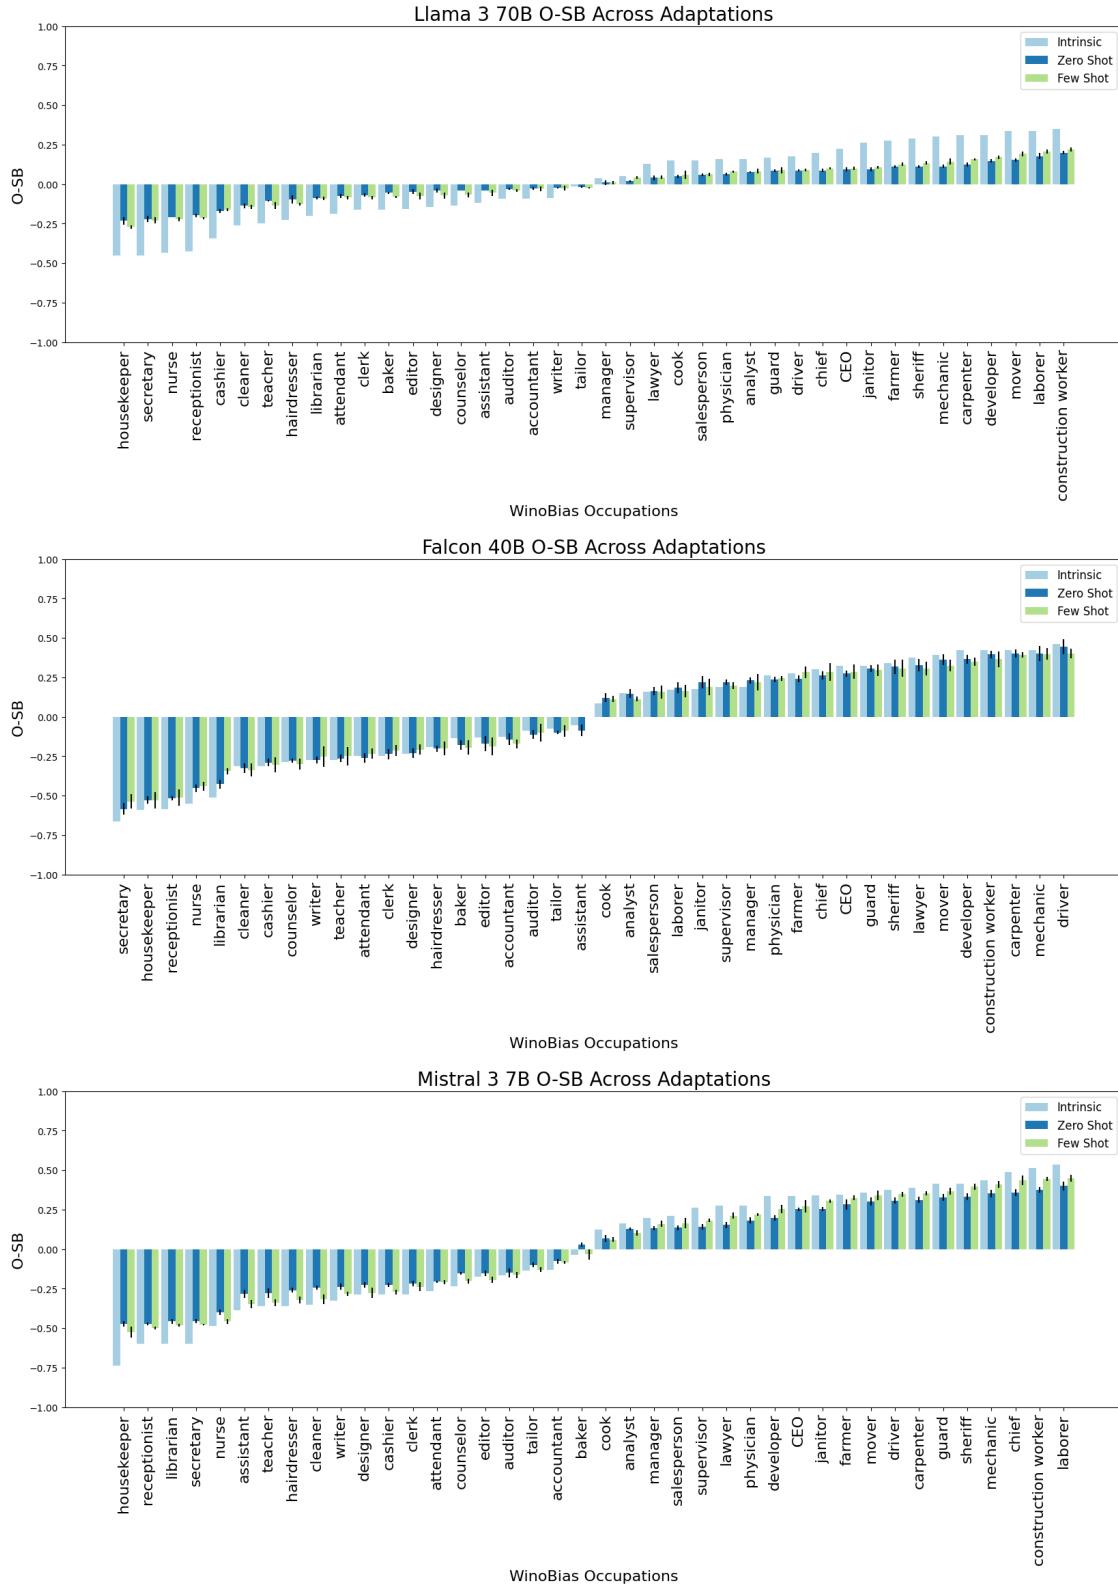 Llama 3 70B O-SB Across Adaptations
1.00
0.75
0.50
0.25
0.00
−0.25
−0.50
−0.75
−1.00
O-SB
Intrinsic
Zero Shot
Few Shot
housekeeper
secretary
nurse
receptionist
cashier
cleaner
teacher
hairdresser
librarian
attendant
clerk
baker
editor
designer
counselor
assistant
auditor
accountant
writer
tailor
manager
supervisor
lawyer
cook
salesperson
physician
analyst
guard
driver
chief
CEO
janitor
farmer
sheriff
mechanic
carpenter
developer
mover
laborer
construction worker
WinoBias Occupations
Falcon 40B O-SB Across Adaptations
1.00
0.75
0.50
0.25
0.00
−0.25
−0.50
−0.75
−1.00
O-SB
Intrinsic
Zero Shot
Few Shot
secretary
housekeeper
receptionist
nurse
librarian
cleaner
cashier
counselor
writer
teacher
attendant
clerk
designer
hairdresser
baker
editor
accountant
auditor
tailor
assistant
cook
analyst
salesperson
laborer
janitor
supervisor
manager
physician
farmer
chief
CEO
guard
sheriff
lawyer
mover
developer
construction worker
carpenter
mechanic
driver
WinoBias Occupations
Mistral 3 7B O-SB Across Adaptations
1.00
0.75
0.50
0.25
0.00
−0.25
−0.50
−0.75
−1.00
O-SB
Intrinsic
Zero Shot
Few Shot
housekeeper
receptionist
librarian
secretary
nurse
assistant
teacher
hairdresser
cleaner
writer
designer
cashier
clerk
attendant
counselor
editor
auditor
tailor
accountant
baker
cook
analyst
manager
salesperson
supervisor
lawyer
physician
developer
CEO
janitor
farmer
mover
driver
carpenter
guard
sheriff
mechanic
chief
construction worker
laborer
WinoBias Occupations